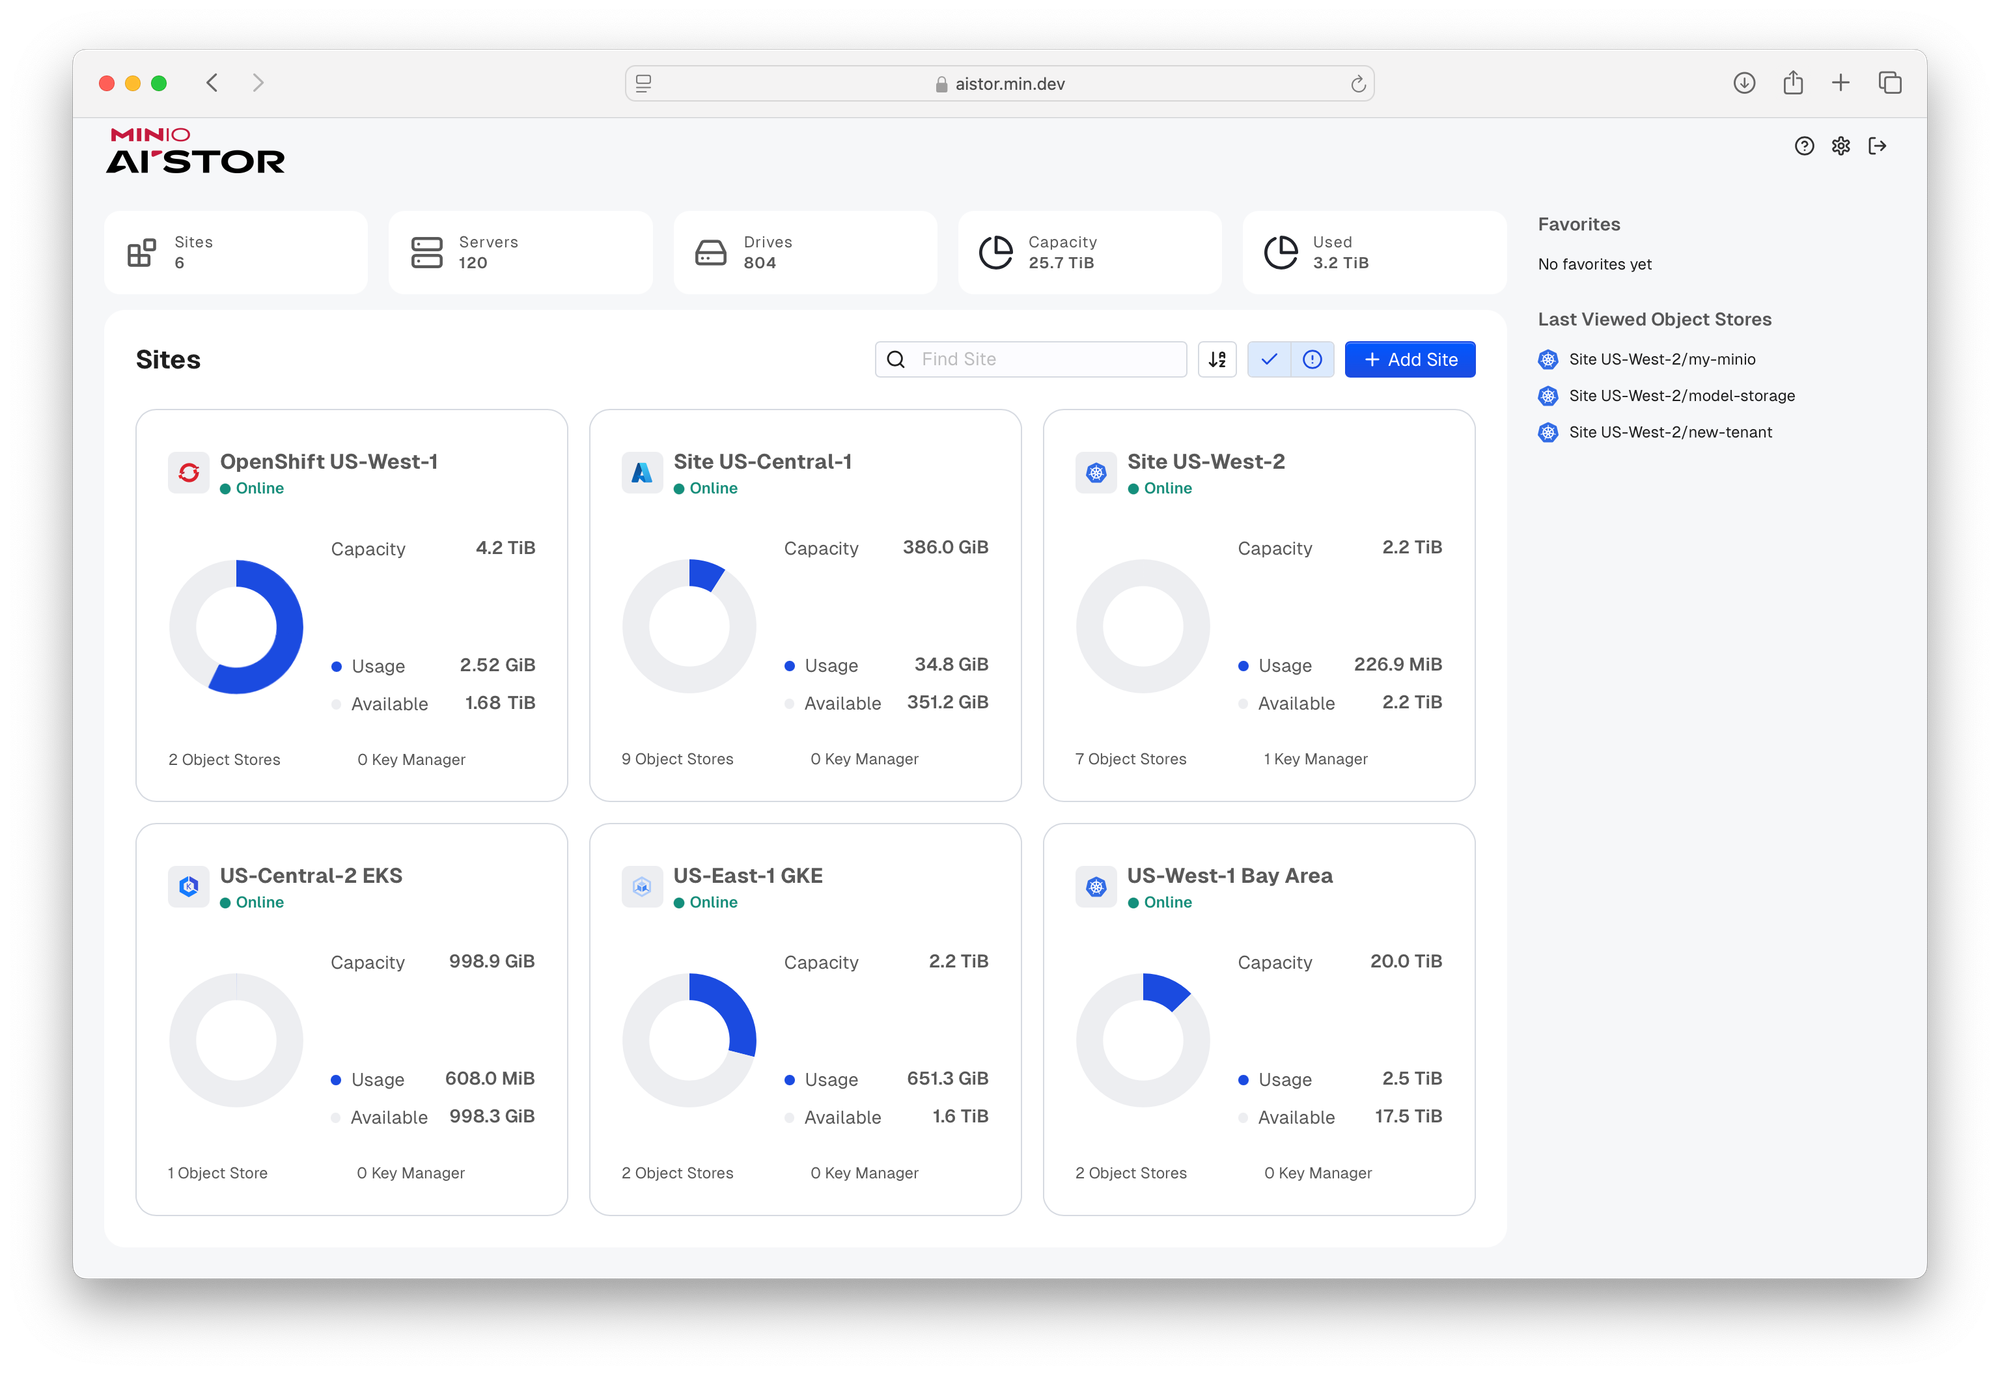 aistor.min.dev
MINIO
AISTOR
Sites
6
Servers
120
Drives
804
Capacity
25.7 TiB
Used
3.2 TiB
Favorites
No favorites yet
Last Viewed Object Stores
Site US-West-2/my-minio
Site US-West-2/model-storage
Site US-West-2/new-tenant
Sites
Find Site
+ Add Site
OpenShift US-West-1
Online
Capacity 4.2 TiB
Usage 2.52 GiB
Available 1.68 TiB
2 Object Stores 0 Key Manager
Site US-Central-1
Online
Capacity 386.0 GiB
Usage 34.8 GiB
Available 351.2 GiB
9 Object Stores 0 Key Manager
Site US-West-2
Online
Capacity 2.2 TiB
Usage 226.9 MiB
Available 2.2 TiB
7 Object Stores 1 Key Manager
US-Central-2 EKS
Online
Capacity 998.9 GiB
Usage 608.0 MiB
Available 998.3 GiB
1 Object Store 0 Key Manager
US-East-1 GKE
Online
Capacity 2.2 TiB
Usage 651.3 GiB
Available 1.6 TiB
2 Object Stores 0 Key Manager
US-West-1 Bay Area
Online
Capacity 20.0 TiB
Usage 2.5 TiB
Available 17.5 TiB
2 Object Stores 0 Key Manager